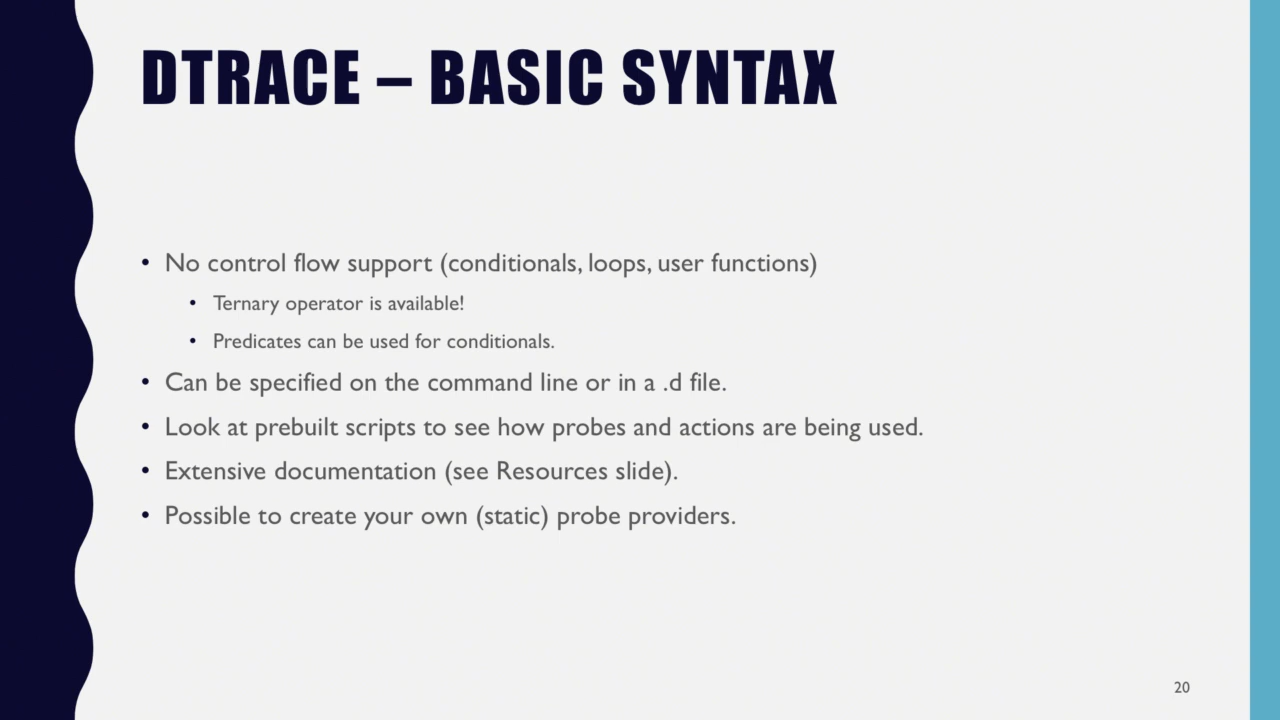 DTRACE – BASIC SYNTAX
• No control flow support (conditionals, loops, user functions)
• Ternary operator is available!
• Predicates can be used for conditionals.
• Can be specified on the command line or in a .d file.
• Look at prebuilt scripts to see how probes and actions are being used.
• Extensive documentation (see Resources slide).
• Possible to create your own (static) probe providers.
20